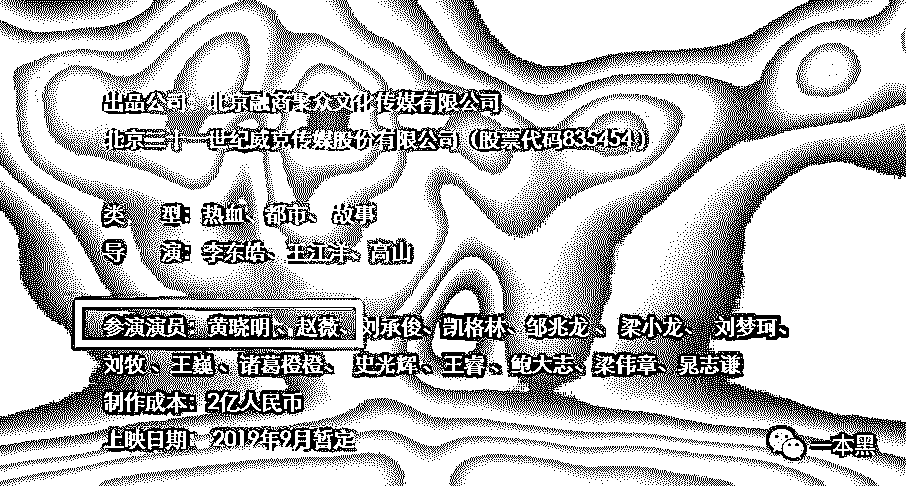 出品公司 北京融商聚众文化传媒有限公司
北京二十一世纪威克传媒股份有限公司（股票代码835454）
类 型：热血、都市、故事
导 演：李东皓、王江洋、高山
参演演员：黄晓明、赵薇、刘承俊、凯格林、邹兆龙、梁小龙、刘梦珂、
刘牧、王巍、诸葛橙橙、史光辉、王睿、鲍大志、梁伟章、晁志谦
制作成本：2亿人民币
上映日期：2019年9月暂定
一本黑